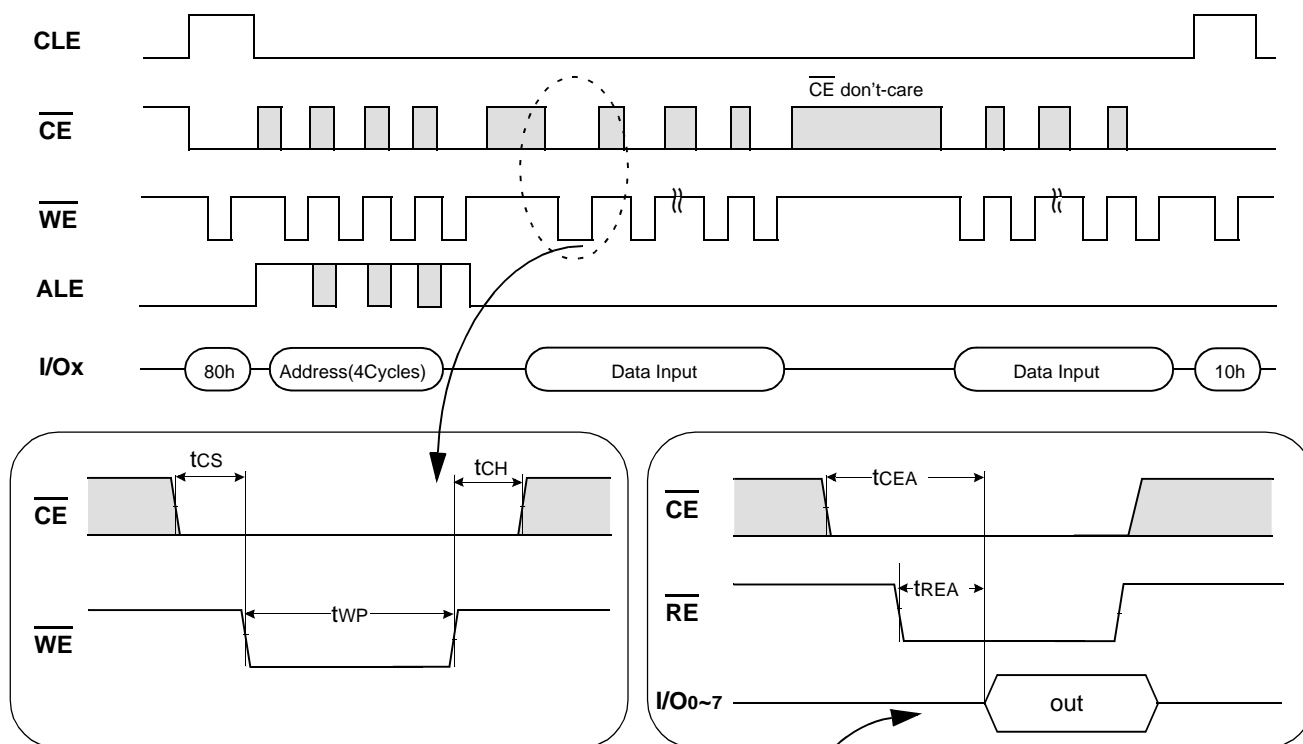 CLE
CE don't-care
CE
WE
ALE
I/Ox
80h
Address(4Cycles)
Data Input
Data Input
10h
tCS
tCH
CE
tWP
WE
tCEA
CE
tREA
RE
I/O0~7
out